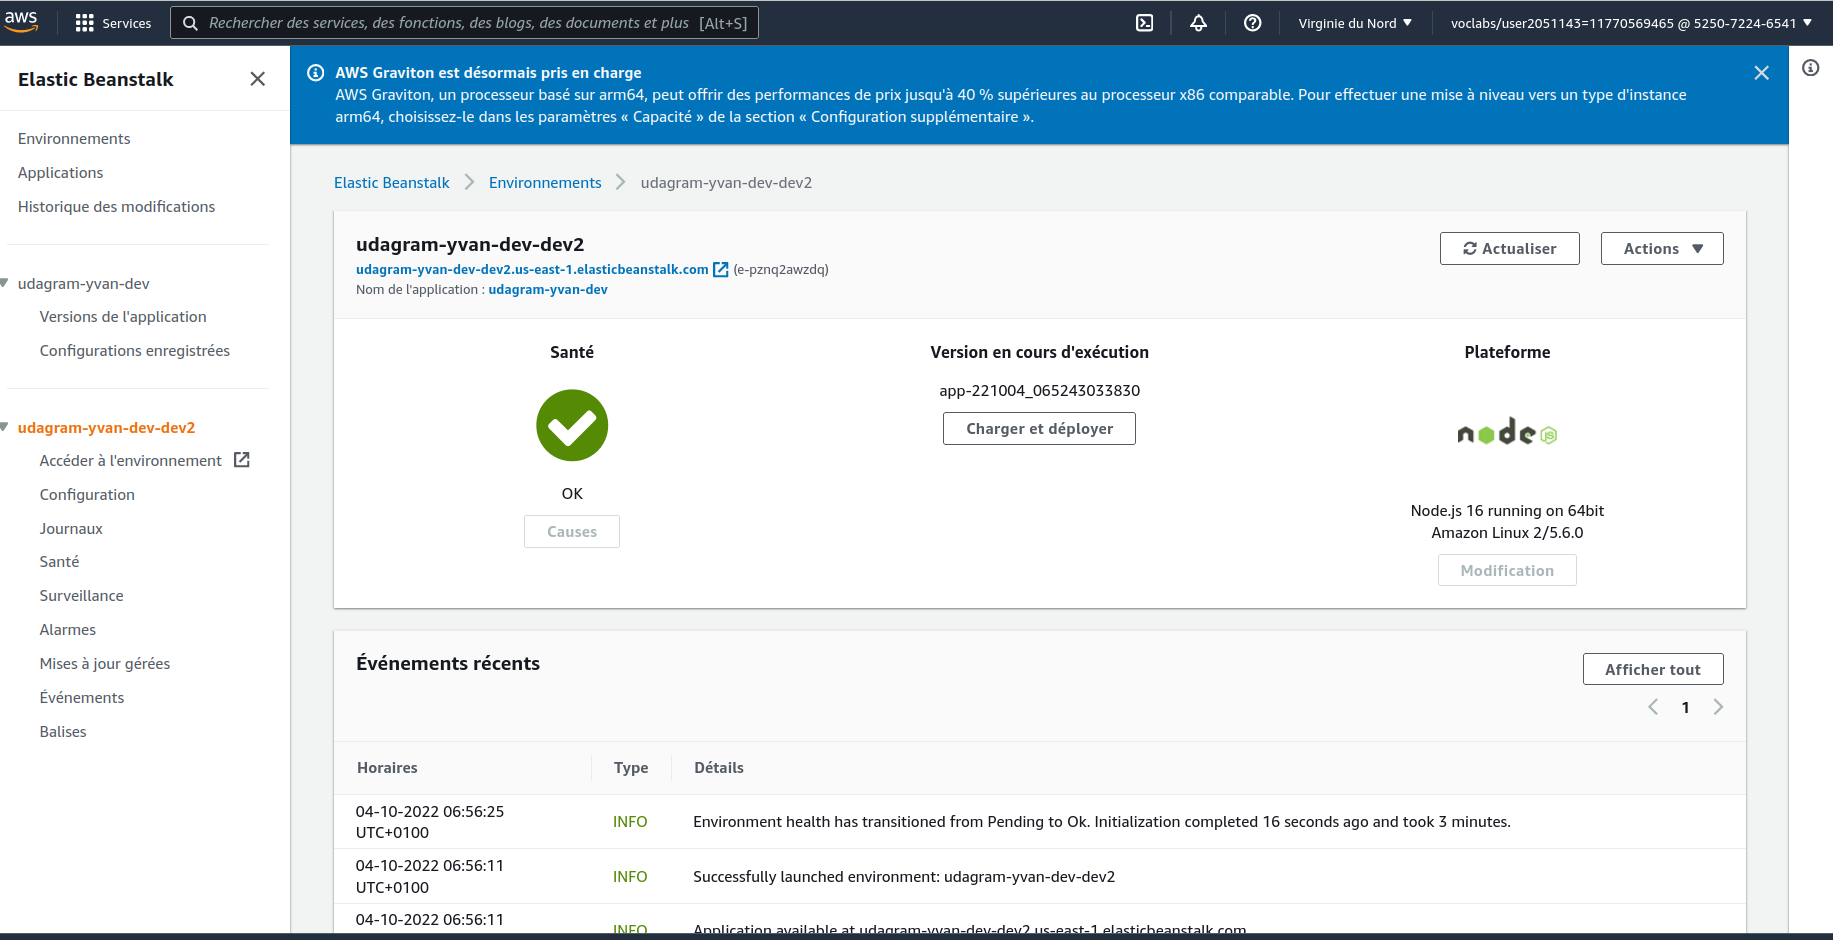 aws
Services
Rechercher des services, des fonctions, des blogs, des documents et plus [Alt+S]
Virginie du Nord
voclabs/user2051143=11770569465 @ 5250-7224-6541
Elastic Beanstalk
Environnements
Applications
Historique des modifications
udagram-yvan-dev
Versions de l'application
Configurations enregistrées
udagram-yvan-dev-dev2
Accéder à l'environnement
Configuration
Journaux
Santé
Surveillance
Alarmes
Mises à jour gérées
Événements
Balises
AWS Graviton est désormais pris en charge
AWS Graviton, un processeur basé sur arm64, peut offrir des performances de prix jusqu'à 40 % supérieures au processeur x86 comparable. Pour effectuer une mise à niveau vers un type d'instance
arm64, choisissez-le dans les paramètres « Capacité » de la section « Configuration supplémentaire ».
Elastic Beanstalk > Environnements > udagram-yvan-dev-dev2
udagram-yvan-dev-dev2
udagram-yvan-dev-dev2.us-east-1.elasticbeanstalk.com (e-pznq2awzdq)
Nom de l'application : udagram-yvan-dev
Actualiser
Actions
Santé
OK
Causes
Version en cours d'exécution
app-221004_065243033830
Charger et déployer
Plateforme
node JS
Node.js 16 running on 64bit
Amazon Linux 2/5.6.0
Modification
Événements récents
Afficher tout
1
Horaires Type Détails
04-10-2022 06:56:25
UTC+0100
INFO
Environment health has transitioned from Pending to Ok. Initialization completed 16 seconds ago and took 3 minutes.
04-10-2022 06:56:11
UTC+0100
INFO
Successfully launched environment: udagram-yvan-dev-dev2
04-10-2022 06:56:11
INFO
Application available at udagram-yvan-dev-dev2.us-east-1.elasticbeanstalk.com